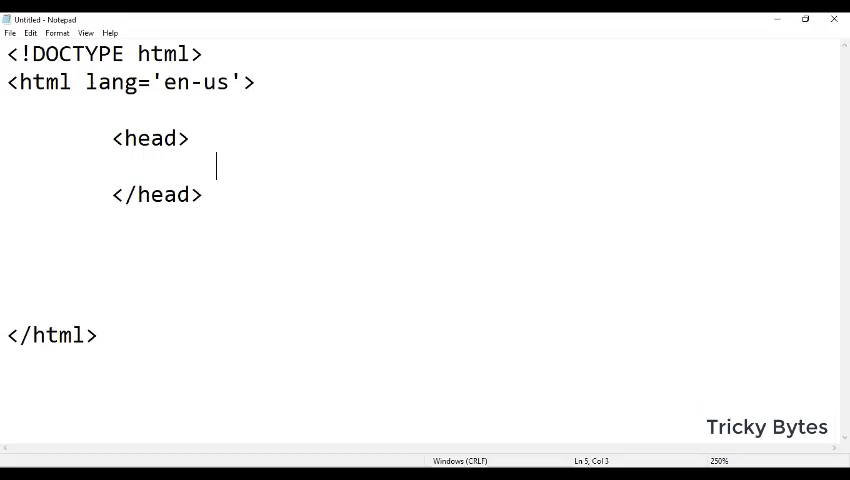 Untitled - Notepad
File Edit Format View Help
<!DOCTYPE html>
<html lang='en-us'>
<head>
</head>
</html>
Tricky Bytes
Windows (CRLF) Ln 5, Col 3 250%